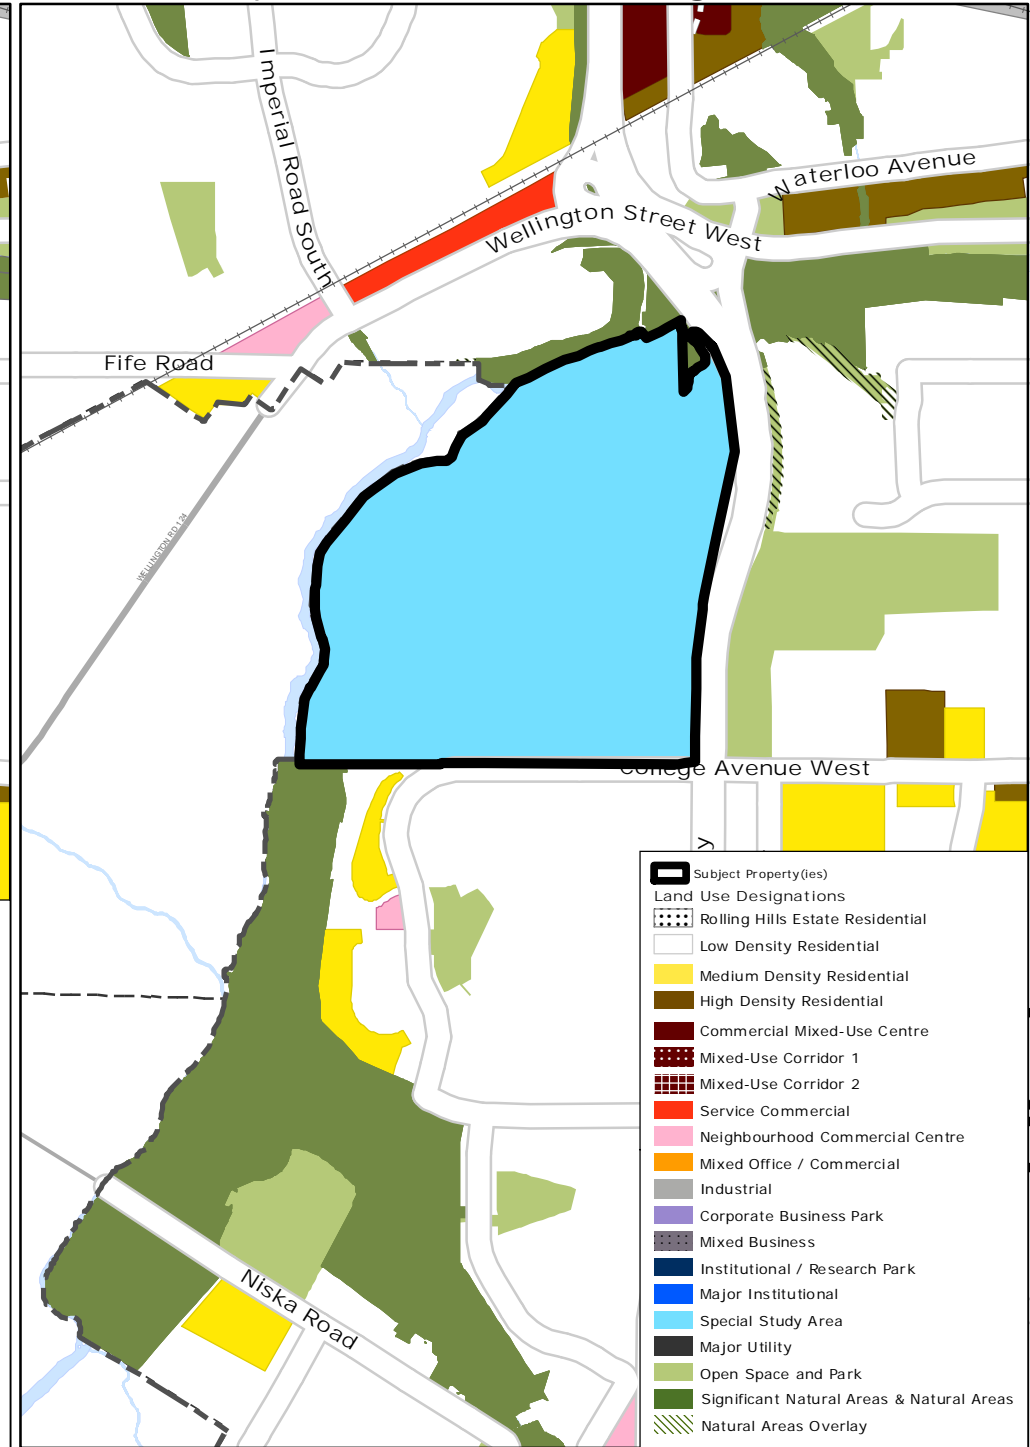 Imperial Road South
Waterloo Avenue
Wellington Street West
Fife Road
WELLINGTON RD 124
College Avenue West
y
Niska Road
Subject Property(ies)
Land Use Designations
Rolling Hills Estate Residential
Low Density Residential
Medium Density Residential
High Density Residential
Commercial Mixed-Use Centre
Mixed-Use Corridor 1
Mixed-Use Corridor 2
Service Commercial
Neighbourhood Commercial Centre
Mixed Office / Commercial
Industrial
Corporate Business Park
Mixed Business
Institutional / Research Park
Major Institutional
Special Study Area
Major Utility
Open Space and Park
Significant Natural Areas & Natural Areas
Natural Areas Overlay